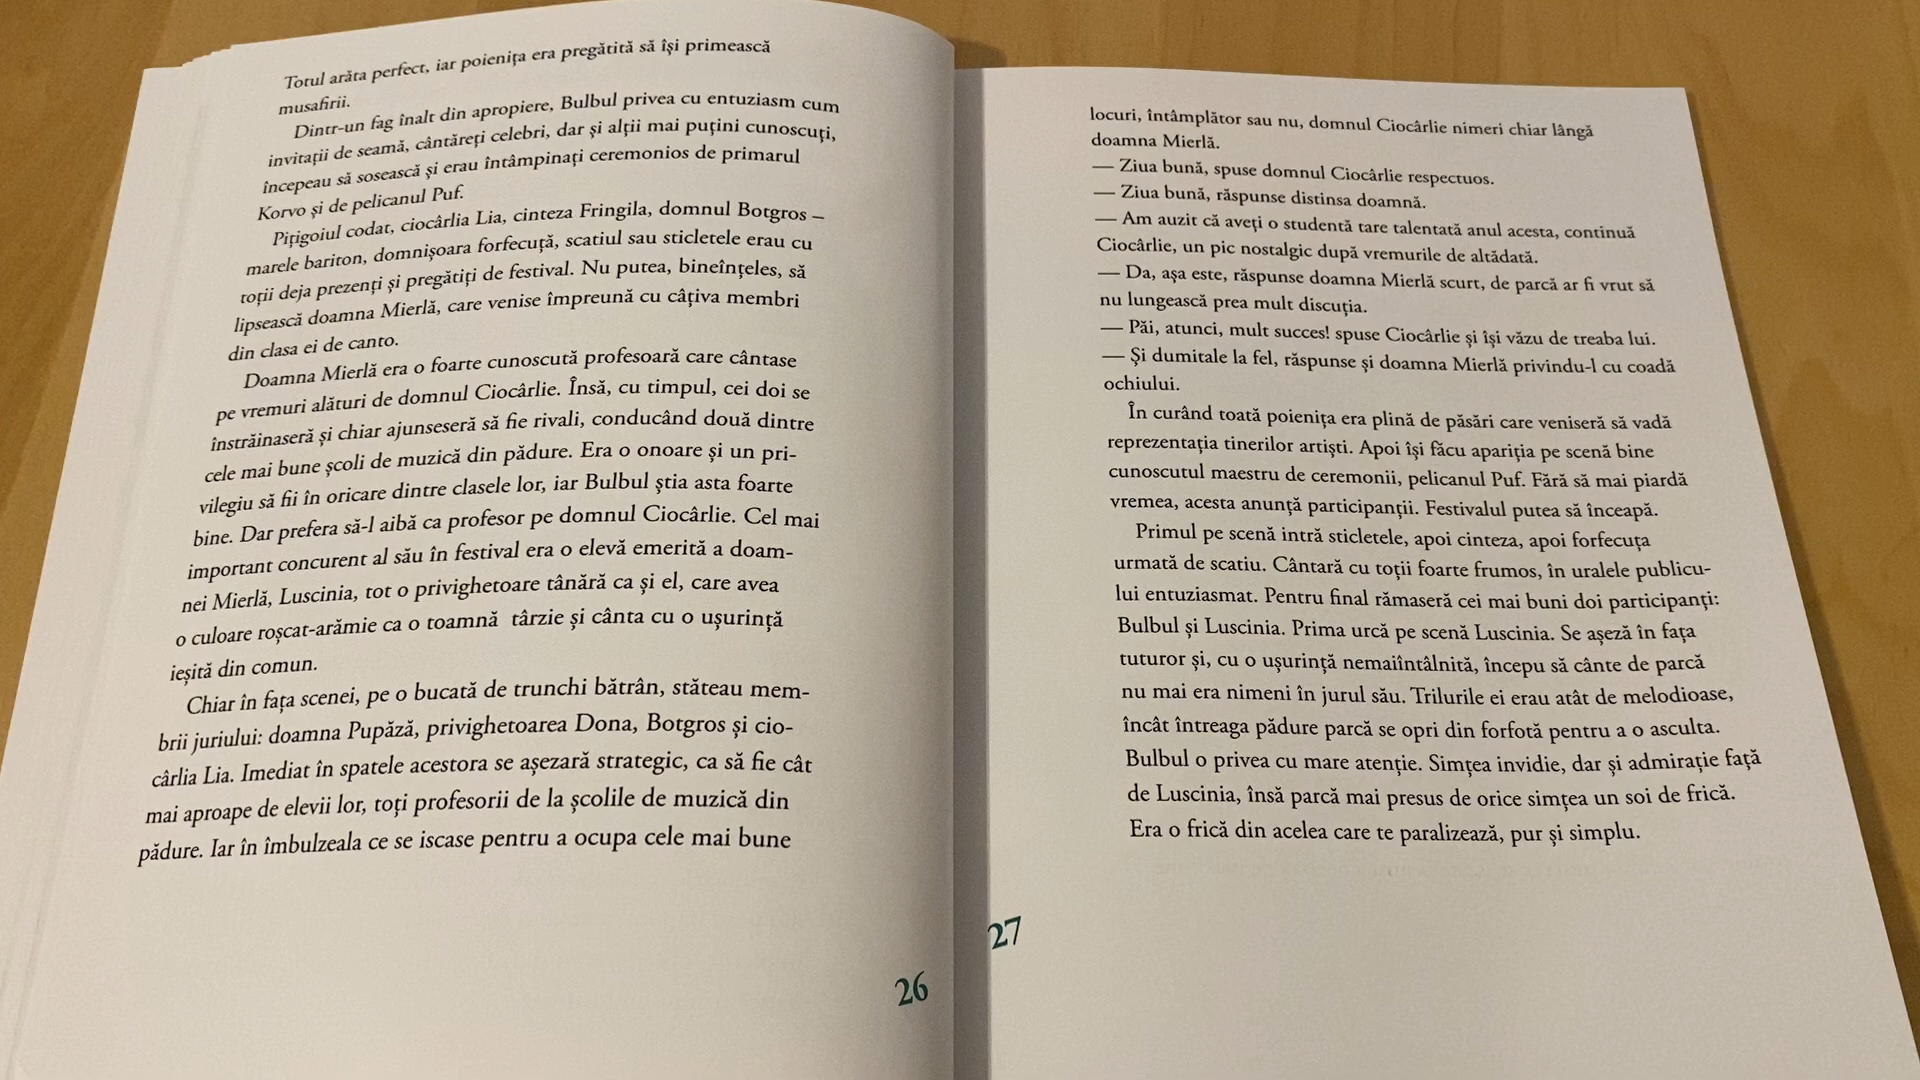 Totul arăta perfect, iar poienița era pregătită să își primească
musafirii.
Dintr-un fag înalt din apropiere, Bulbul privea cu entuziasm cum
invitații de seamă, cântăreți celebri, dar și alții mai puțini cunoscuți,
începeau să sosească și erau întâmpinați ceremonios de primarul
Korvo și de pelicanul Puf.
Pițigoiul codat, ciocârlia Lia, cinteza Fringila, domnul Botgros –
marele bariton, domnișoara forfecuță, scatiul sau sticletele erau cu
toții deja prezenți și pregătiți de festival. Nu putea, bineînțeles, să
lipsească doamna Mierlă, care venise împreună cu câțiva membri
din clasa ei de canto.
Doamna Mierlă era o foarte cunoscută profesoară care cântase
pe vremuri alături de domnul Ciocârlie. Însă, cu timpul, cei doi se
înstrăinaseră și chiar ajunseseră să fie rivali, conducând două dintre
cele mai bune școli de muzică din pădure. Era o onoare și un pri-
vilegiu să fii în oricare dintre clasele lor, iar Bulbul știa asta foarte
bine. Dar prefera să-l aibă ca profesor pe domnul Ciocârlie. Cel mai
important concurent al său în festival era o elevă emerită a doam-
nei Mierlă, Luscinia, tot o privighetoare tânără ca și el, care avea
o culoare roșcat-arămie ca o toamnă târzie și cânta cu o ușurință
ieșită din comun.
Chiar în fața scenei, pe o bucată de trunchi bătrân, stăteau mem-
brii juriului: doamna Pupăză, privighetoarea Dona, Botgros și cio-
cârlia Lia. Imediat în spatele acestora se așezară strategic, ca să fie cât
mai aproape de elevii lor, toți profesorii de la școlile de muzică din
pădure. Iar în îmbulzeala ce se iscase pentru a ocupa cele mai bune
26
locuri, întâmplător sau nu, domnul Ciocârlie nimeri chiar lângă
doamna Mierlă.
— Ziua bună, spuse domnul Ciocârlie respectuos.
— Ziua bună, răspunse distinsa doamnă.
— Am auzit că aveți o studentă tare talentată anul acesta, continuă
Ciocârlie, un pic nostalgic după vremurile de altădată.
— Da, așa este, răspunse doamna Mierlă scurt, de parcă ar fi vrut să
nu lungească prea mult discuția.
— Păi, atunci, mult succes! spuse Ciocârlie și își văzu de treaba lui.
— Și dumitale la fel, răspunse și doamna Mierlă privindu-l cu coadă
ochiului.
În curând toată poienița era plină de păsări care veniseră să vadă
reprezentația tinerilor artiști. Apoi își făcu apariția pe scenă bine
cunoscutul maestru de ceremonii, pelicanul Puf. Fără să mai piardă
vremea, acesta anunță participanții. Festivalul putea să înceapă.
Primul pe scenă intră sticletele, apoi cinteza, apoi forfecuța
urmată de scatiu. Cântară cu toții foarte frumos, în uralele publicu-
lui entuziasmat. Pentru final rămaseră cei mai buni doi participanți:
Bulbul și Luscinia. Prima urcă pe scenă Luscinia. Se așeză în fața
tuturor și, cu o ușurință nemaiîntâlnită, începu să cânte de parcă
nu mai era nimeni în jurul său. Trilurile ei erau atât de melodioase,
încât întreaga pădure parcă se opri din forfotă pentru a o asculta.
Bulbul o privea cu mare atenție. Simțea invidie, dar și admirație față
de Luscinia, însă parcă mai presus de orice simțea un soi de frică.
Era o frică din acelea care te paralizează, pur și simplu.
27